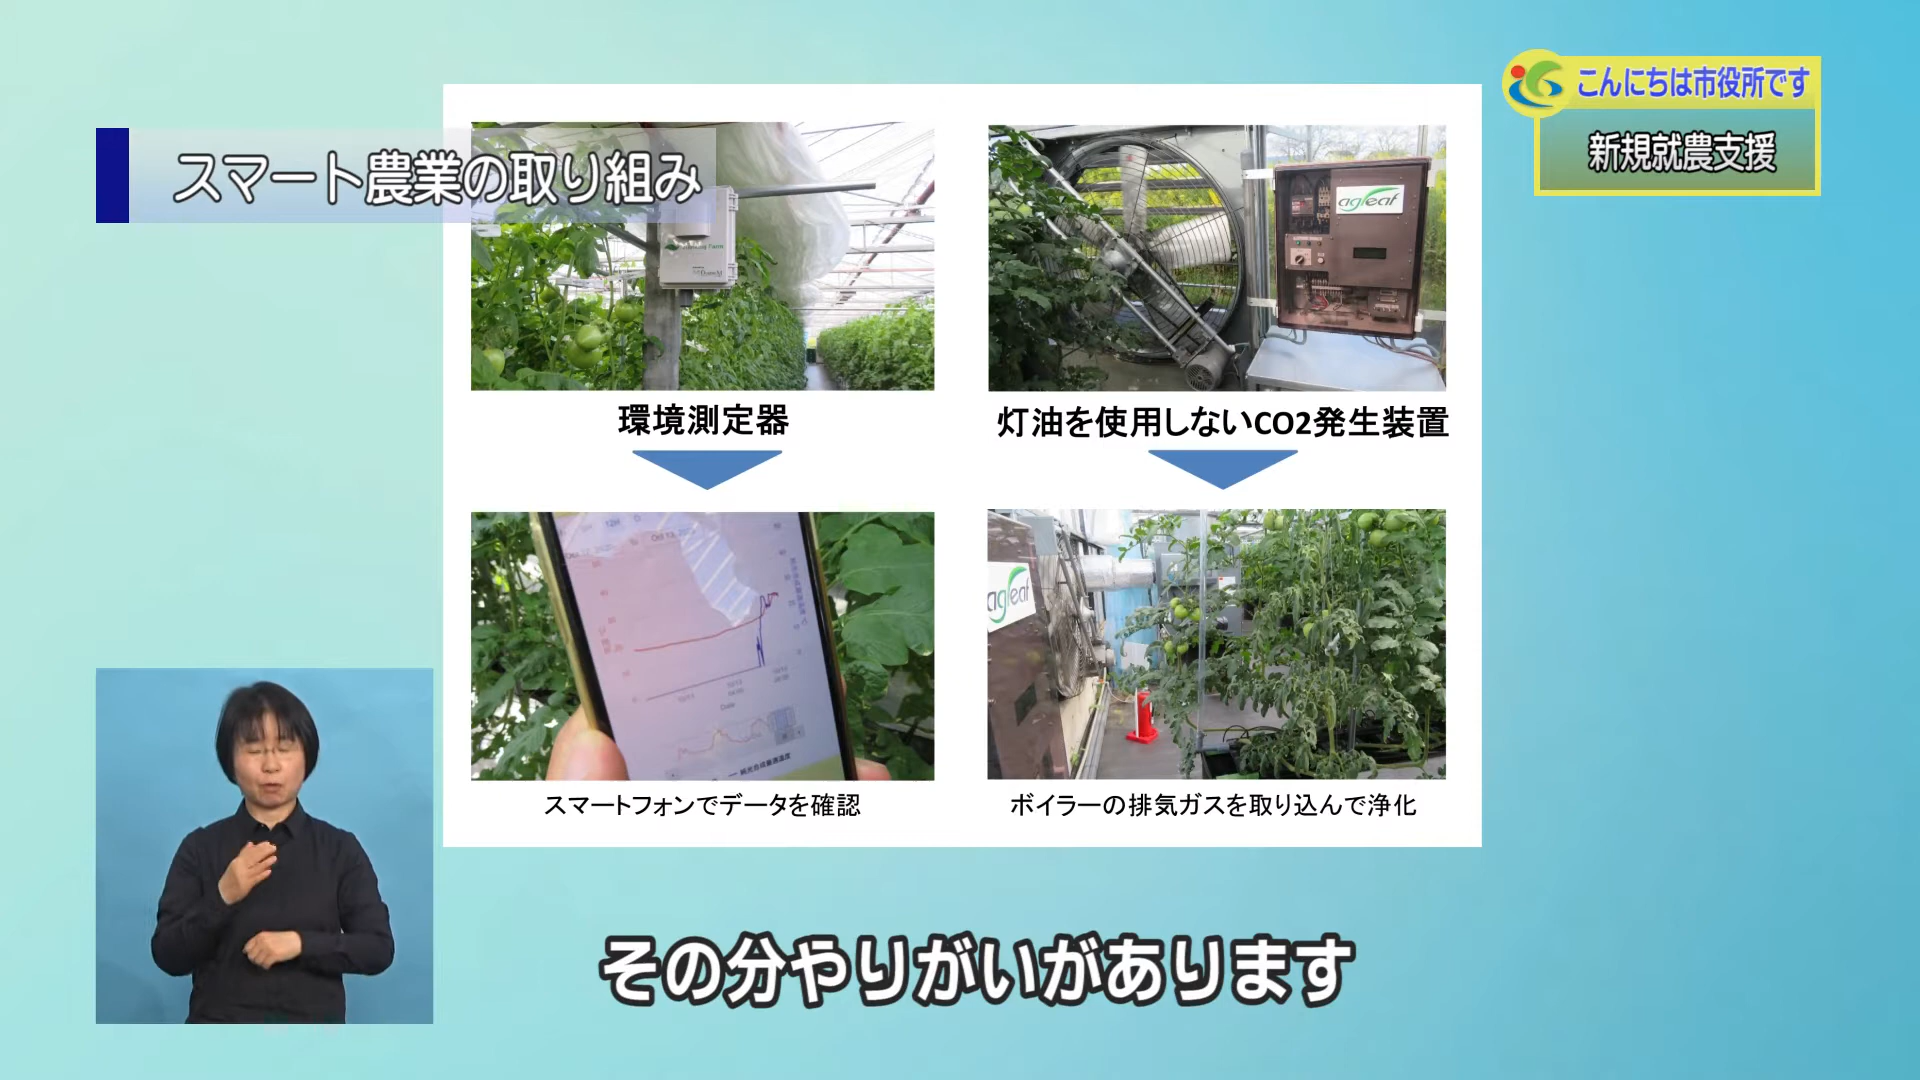 こんにちは市役所です
新規就農支援
スマート農業の取り組み
agleaf
環境測定器
灯油を使用しないCO2発生装置
agleaf
スマートフォンでデータを確認
ボイラーの排気ガスを取り込んで浄化
その分やりがいがあります